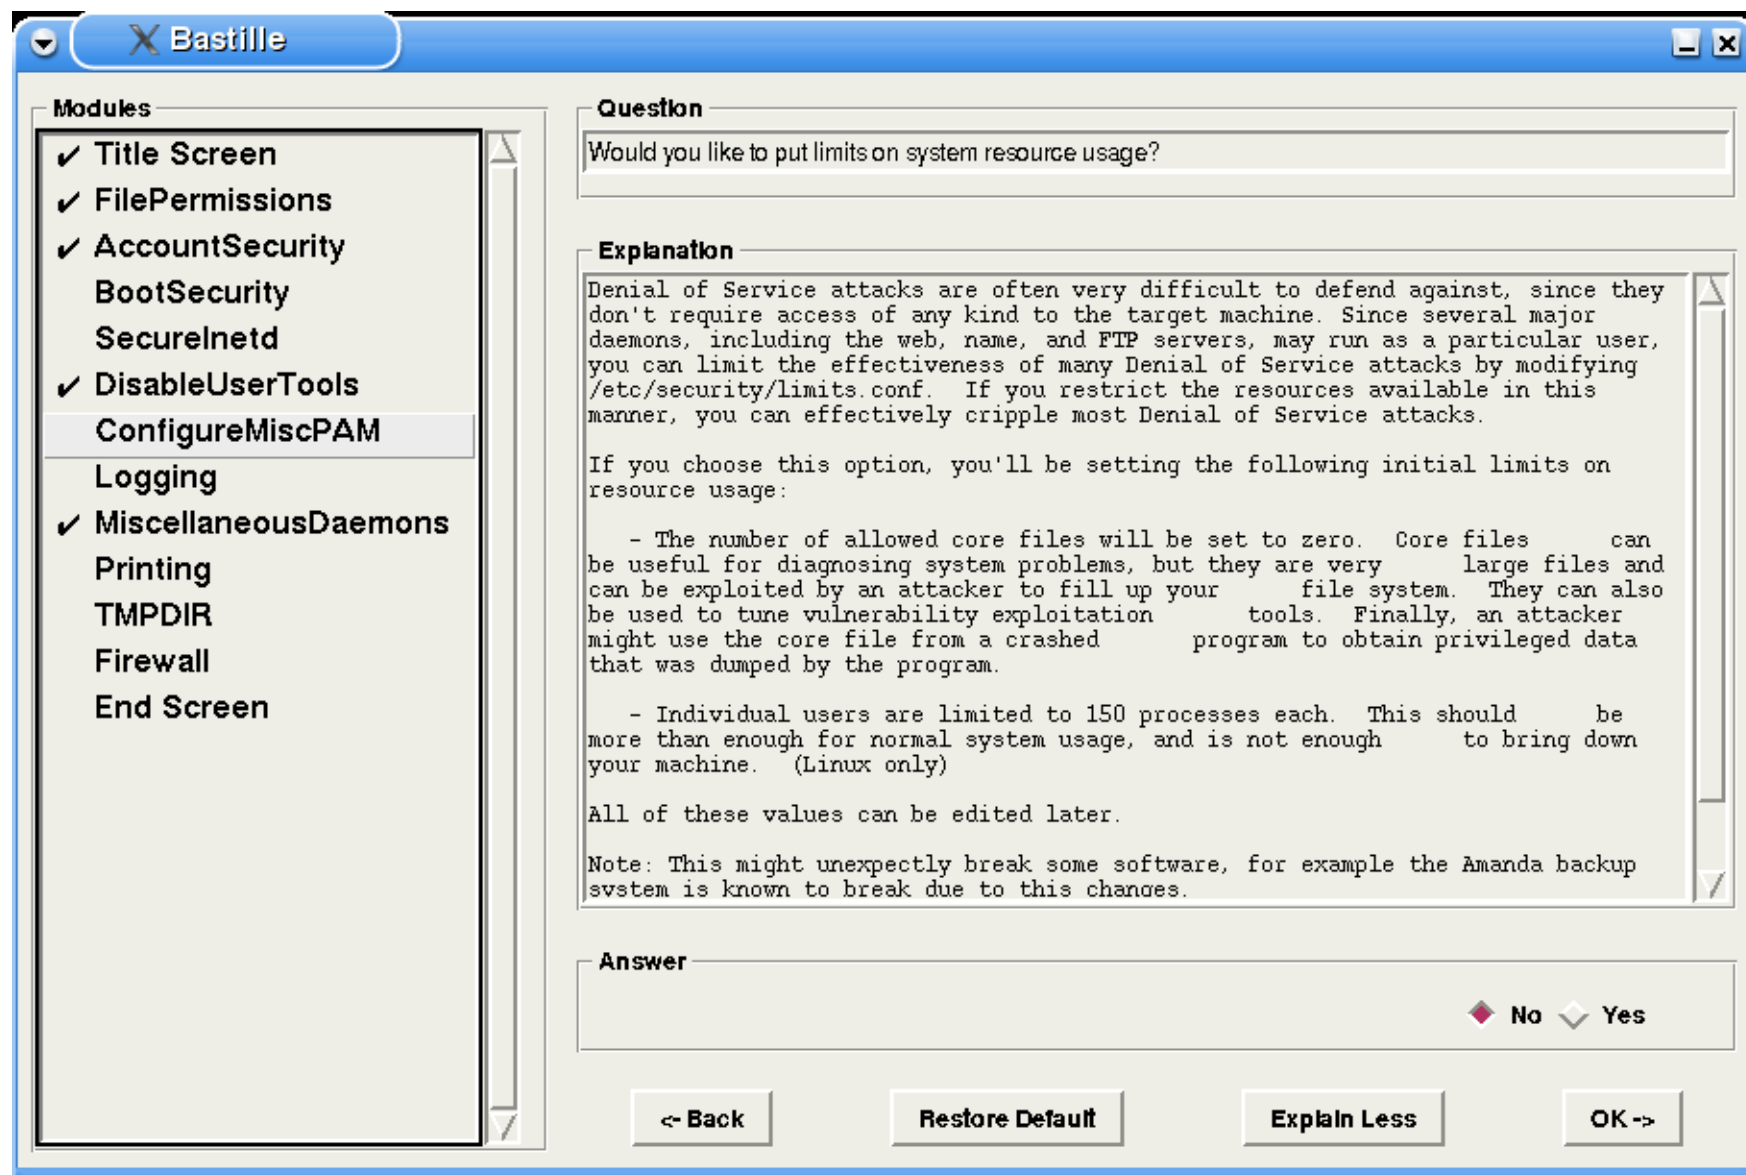 Bastille
Modules
✔ Title Screen
✔ FilePermissions
✔ AccountSecurity
BootSecurity
SecureInetd
✔ DisableUserTools
ConfigureMiscPAM
Logging
✔ MiscellaneousDaemons
Printing
TMPDIR
Firewall
End Screen
Question
Would you like to put limits on system resource usage?
Explanation
Denial of Service attacks are often very difficult to defend against, since they
don't require access of any kind to the target machine. Since several major
daemons, including the web, name, and FTP servers, may run as a particular user,
you can limit the effectiveness of many Denial of Service attacks by modifying
/etc/security/limits.conf.  If you restrict the resources available in this
manner, you can effectively cripple most Denial of Service attacks.
If you choose this option, you'll be setting the following initial limits on
resource usage:
- The number of allowed core files will be set to zero.  Core files      can
be useful for diagnosing system problems, but they are very      large files and
can be exploited by an attacker to fill up your      file system.  They can also
be used to tune vulnerability exploitation      tools.  Finally, an attacker
might use the core file from a crashed      program to obtain privileged data
that was dumped by the program.
- Individual users are limited to 150 processes each.  This should      be
more than enough for normal system usage, and is not enough      to bring down
your machine.   (Linux only)
All of these values can be edited later.
Note: This might unexpectly break some software, for example the Amanda backup
system is known to break due to this changes.
Answer
No Yes
<- Back
Restore Default
Explain Less
OK ->